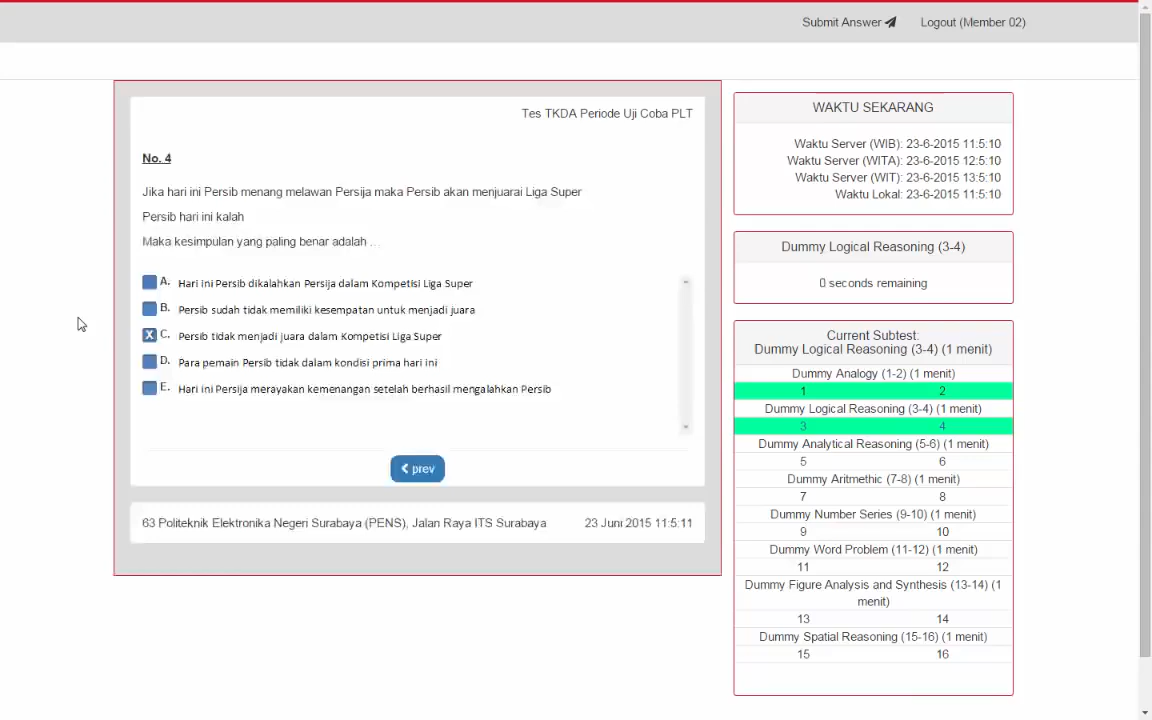 Submit Answer Logout (Member 02)
Tes TKDA Periode Uji Coba PLT
No. 4
Jika hari ini Persib menang melawan Persija maka Persib akan menjuarai Liga Super
Persib hari ini kalah
Maka kesimpulan yang paling benar adalah ...
A. Hari ini Persib dikalahkan Persija dalam Kompetisi Liga Super
B. Persib sudah tidak memiliki kesempatan untuk menjadi juara
X C. Persib tidak menjadi juara dalam Kompetisi Liga Super
D. Para pemain Persib tidak dalam kondisi prima hari ini
E. Hari ini Persija merayakan kemenangan setelah berhasil mengalahkan Persib
prev
63 Politeknik Elektronika Negeri Surabaya (PENS), Jalan Raya ITS Surabaya 23 Juni 2015 11:5:11
WAKTU SEKARANG
Waktu Server (WIB): 23-6-2015 11:5:10
Waktu Server (WITA): 23-6-2015 12:5:10
Waktu Server (WIT): 23-6-2015 13:5:10
Waktu Lokal: 23-6-2015 11:5:10
Dummy Logical Reasoning (3-4)
0 seconds remaining
Current Subtest:
Dummy Logical Reasoning (3-4) (1 menit)
Dummy Analogy (1-2) (1 menit)
1 2
Dummy Logical Reasoning (3-4) (1 menit)
3 4
Dummy Analytical Reasoning (5-6) (1 menit)
5 6
Dummy Aritmethic (7-8) (1 menit)
7 8
Dummy Number Series (9-10) (1 menit)
9 10
Dummy Word Problem (11-12) (1 menit)
11 12
Dummy Figure Analysis and Synthesis (13-14) (1
menit)
13 14
Dummy Spatial Reasoning (15-16) (1 menit)
15 16